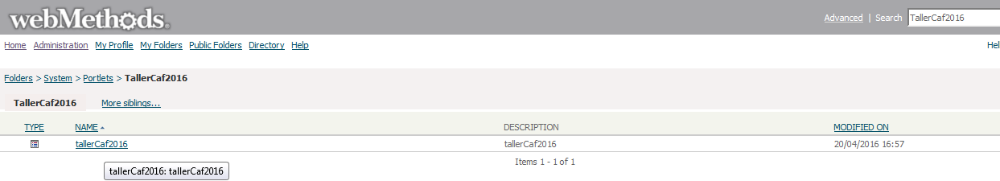 webMethods.
Advanced | Search TallerCaf2016
Home Administration My Profile My Folders Public Folders Directory Help Hel
Folders > System > Portlets > TallerCaf2016
TallerCaf2016 More siblings...
TYPE NAME DESCRIPTION MODIFIED ON
tallerCaf2016 tallerCaf2016 20/04/2016 16:57
Items 1 - 1 of 1
tallerCaf2016: tallerCaf2016